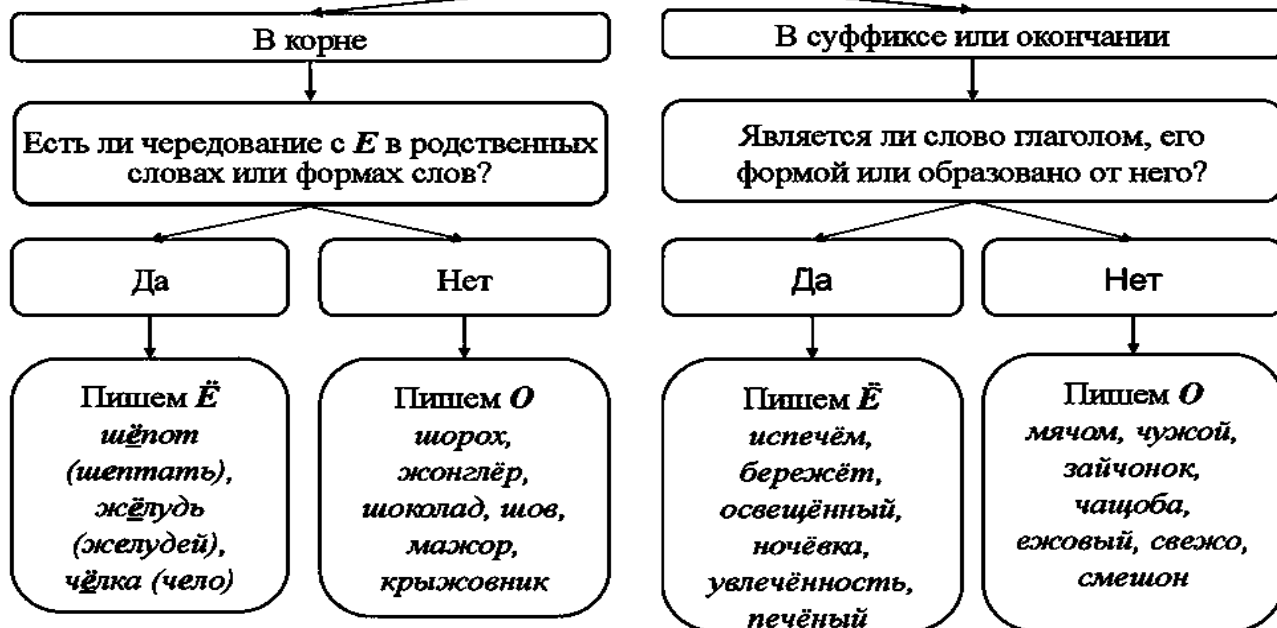 В корне
Есть ли чередование с Е в родственных
словах или формах слов?
Да
Нет
Пишем Ё
шёпот
(шептать),
жёлудь
(желудей),
чёлка (чело)
Пишем О
шорох,
жонглёр,
шоколад, шов,
мажор,
крыжовник
В суффиксе или окончании
Является ли слово глаголом, его
формой или образовано от него?
Да
Нет
Пишем Ё
испечём,
бережёт,
освещённый,
ночёвка,
увлечённость,
печёный
Пишем О
мячом, чужой,
зайчонок,
чащоба,
ежовый, свежо,
смешон